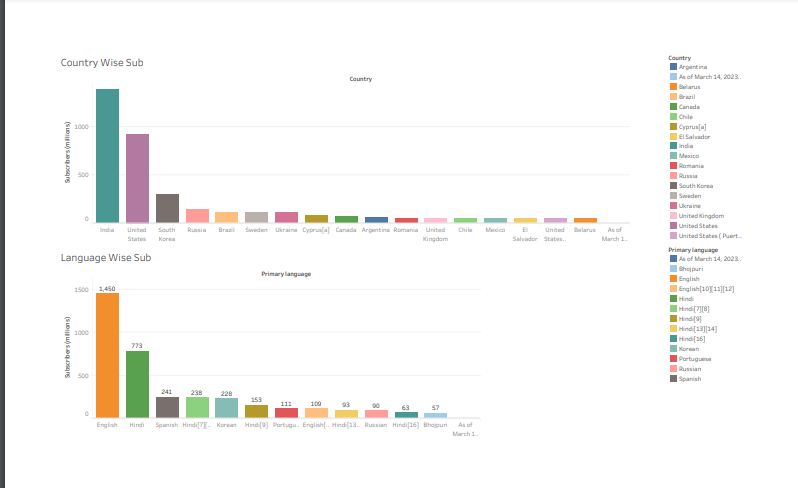 Country Wise Sub
Country
Subscribers (millions)
1000
500
0
India
United States
South Korea
Russia
Brazil
Sweden
Ukraine
Cyprus[a]
Canada
Argentina
Romania
United Kingdom
Chile
Mexico
El Salvador
United States..
Belarus
As of March 1..
Language Wise Sub
Primary language
Subscribers (millions)
1500
1000
500
0
1,450
773
241
238
228
153
111
109
93
90
63
57
English
Hindi
Spanish
Hindi[7][..
Korean
Hindi[9]
Portugu..
English[..
Hindi[13..
Russian
Hindi[16]
Bhojpuri
As of March 1..
Country
Argentina
As of March 14, 2023..
Belarus
Brazil
Canada
Chile
Cyprus[a]
El Salvador
India
Mexico
Romania
Russia
South Korea
Sweden
Ukraine
United Kingdom
United States
United States ( Puert..
Primary language
As of March 14, 2023..
Bhojpuri
English
English[10][11][12]
Hindi
Hindi[7][8]
Hindi[9]
Hindi[13][14]
Hindi[16]
Korean
Portuguese
Russian
Spanish